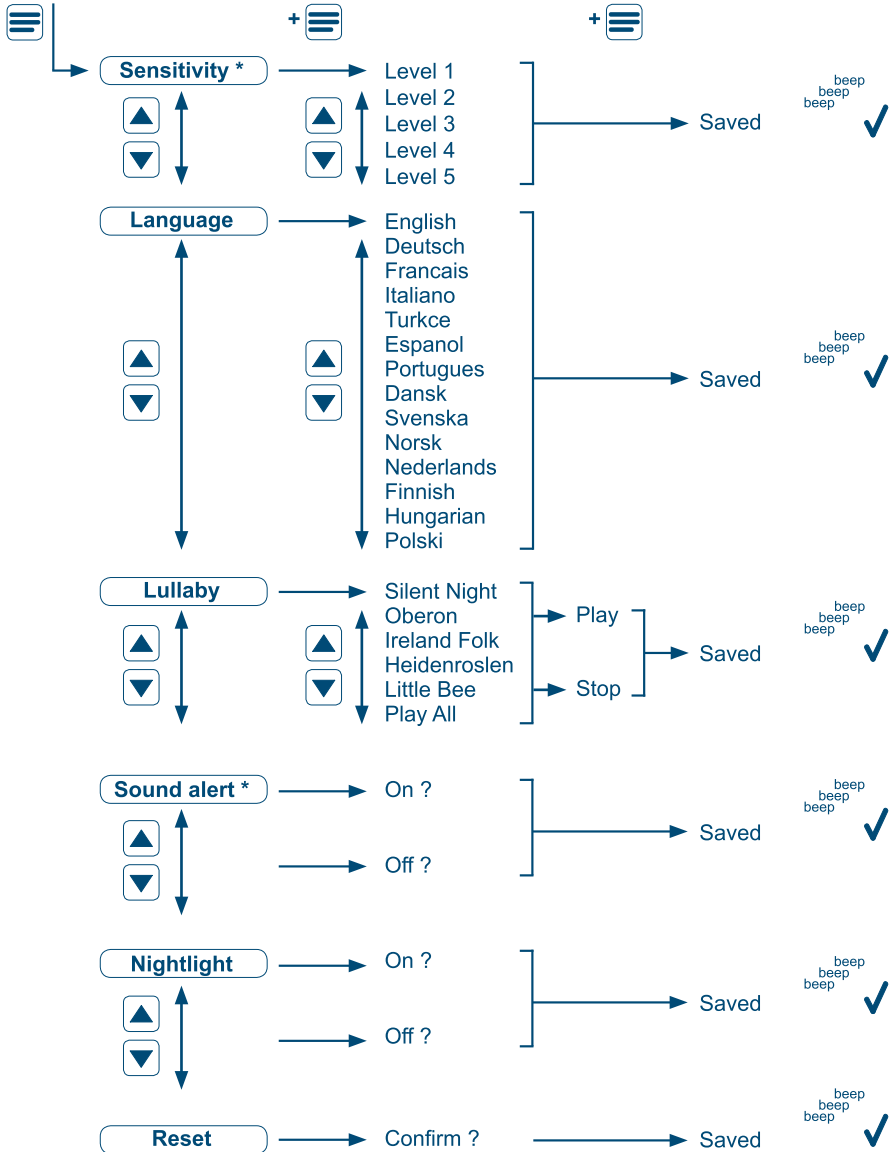 +
+
Sensitivity *
Level 1
Level 2
Level 3
Level 4
Level 5
Saved
beep
beep
beep
Language
English
Deutsch
Francais
Italiano
Turkce
Espanol
Portugues
Dansk
Svenska
Norsk
Nederlands
Finnish
Hungarian
Polski
Saved
beep
beep
beep
Lullaby
Silent Night
Oberon
Ireland Folk
Heidenroslen
Little Bee
Play All
Play
Stop
Saved
beep
beep
beep
Sound alert *
On ?
Off ?
Saved
beep
beep
beep
Nightlight
On ?
Off ?
Saved
beep
beep
beep
Reset
Confirm ?
Saved
beep
beep
beep